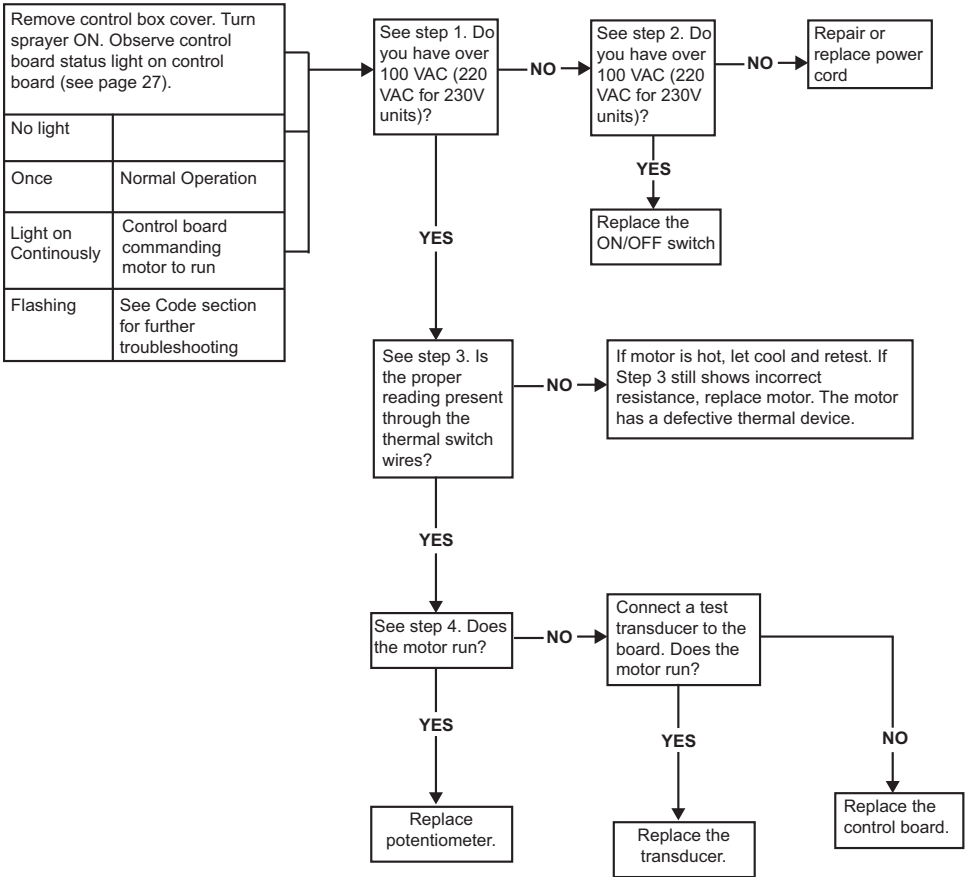 Remove control box cover. Turn
sprayer ON. Observe control
board status light on control
board (see page 27).
No light
Once
Normal Operation
Light on
Continously
Control board
commanding
motor to run
Flashing
See Code section
for further
troubleshooting
See step 1. Do
you have over
100 VAC (220
VAC for 230V
units)?
NO
See step 2. Do
you have over
100 VAC (220
VAC for 230V
units)?
NO
Repair or
replace power
cord
YES
Replace the
ON/OFF switch
YES
See step 3. Is
the proper
reading present
through the
thermal switch
wires?
NO
If motor is hot, let cool and retest. If
Step 3 still shows incorrect
resistance, replace motor. The motor
has a defective thermal device.
YES
See step 4. Does
the motor run?
NO
Connect a test
transducer to the
board. Does the
motor run?
YES
YES
NO
Replace
potentiometer.
Replace the
transducer.
Replace the
control board.